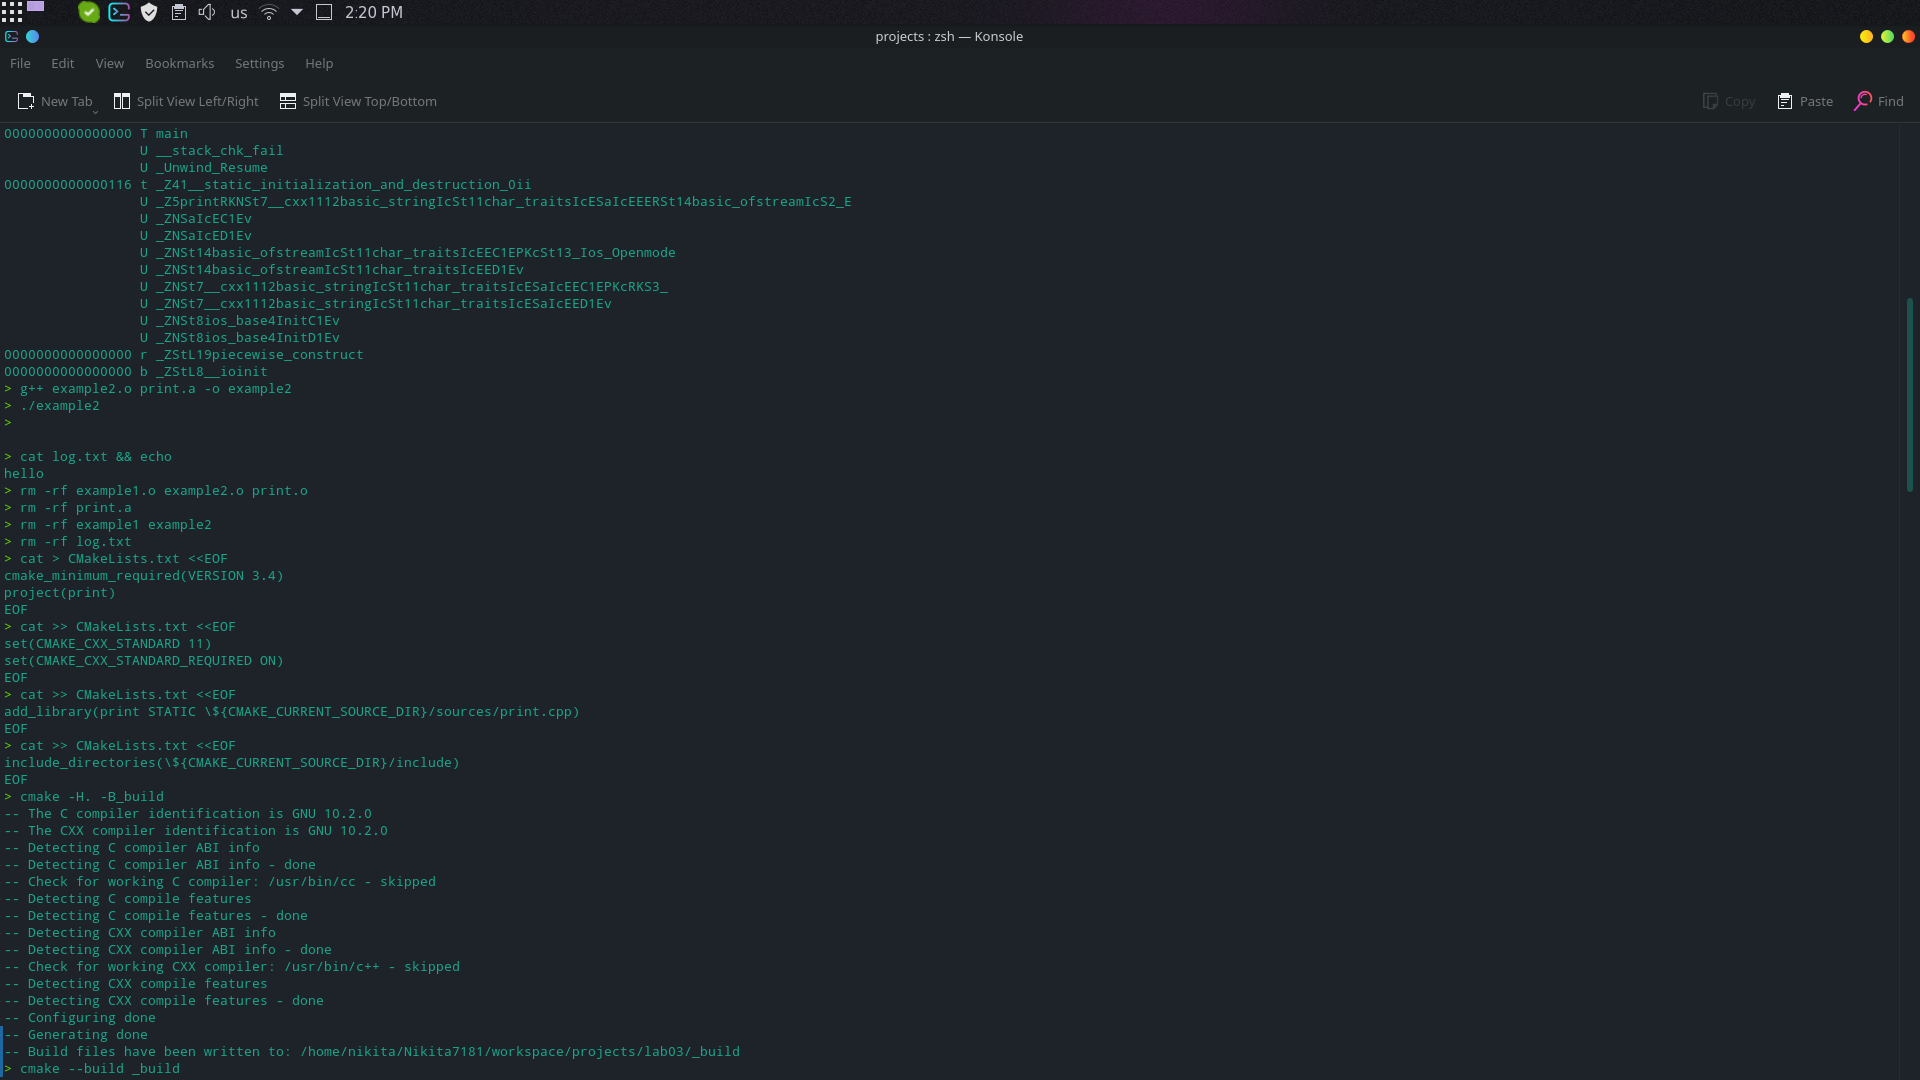 us 2:20 PM
projects : zsh — Konsole
File Edit View Bookmarks Settings Help
New Tab Split View Left/Right Split View Top/Bottom Copy Paste Find
0000000000000000 T main
                 U __stack_chk_fail
                 U _Unwind_Resume
0000000000000116 t _Z41__static_initialization_and_destruction_0ii
                 U _Z5printRKNSt7__cxx1112basic_stringIcSt11char_traitsIcESaIcEEERSt14basic_ofstreamIcS2_E
                 U _ZNSaIcEC1Ev
                 U _ZNSaIcED1Ev
                 U _ZNSt14basic_ofstreamIcSt11char_traitsIcEEC1EPKcSt13_Ios_Openmode
                 U _ZNSt14basic_ofstreamIcSt11char_traitsIcEED1Ev
                 U _ZNSt7__cxx1112basic_stringIcSt11char_traitsIcESaIcEEC1EPKcRKS3_
                 U _ZNSt7__cxx1112basic_stringIcSt11char_traitsIcESaIcEED1Ev
                 U _ZNSt8ios_base4InitC1Ev
                 U _ZNSt8ios_base4InitD1Ev
0000000000000000 r _ZStL19piecewise_construct
0000000000000000 b _ZStL8__ioinit
> g++ example2.o print.a -o example2
> ./example2
>
> cat log.txt && echo
hello
> rm -rf example1.o example2.o print.o
> rm -rf print.a
> rm -rf example1 example2
> rm -rf log.txt
> cat > CMakeLists.txt <<EOF
cmake_minimum_required(VERSION 3.4)
project(print)
EOF
> cat >> CMakeLists.txt <<EOF
set(CMAKE_CXX_STANDARD 11)
set(CMAKE_CXX_STANDARD_REQUIRED ON)
EOF
> cat >> CMakeLists.txt <<EOF
add_library(print STATIC \${CMAKE_CURRENT_SOURCE_DIR}/sources/print.cpp)
EOF
> cat >> CMakeLists.txt <<EOF
include_directories(\${CMAKE_CURRENT_SOURCE_DIR}/include)
EOF
> cmake -H. -B_build
-- The C compiler identification is GNU 10.2.0
-- The CXX compiler identification is GNU 10.2.0
-- Detecting C compiler ABI info
-- Detecting C compiler ABI info - done
-- Check for working C compiler: /usr/bin/cc - skipped
-- Detecting C compile features
-- Detecting C compile features - done
-- Detecting CXX compiler ABI info
-- Detecting CXX compiler ABI info - done
-- Check for working CXX compiler: /usr/bin/c++ - skipped
-- Detecting CXX compile features
-- Detecting CXX compile features - done
-- Configuring done
-- Generating done
-- Build files have been written to: /home/nikita/Nikita7181/workspace/projects/lab03/_build
> cmake --build _build